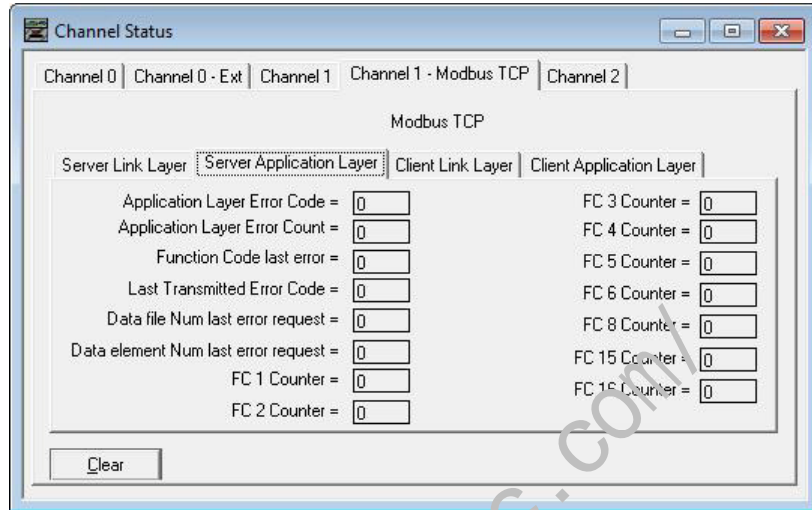 Channel Status
Channel 0 Channel 0 - Ext Channel 1 Channel 1 - Modbus TCP Channel 2
Modbus TCP
Server Link Layer Server Application Layer Client Link Layer Client Application Layer
Application Layer Error Code = 0
Application Layer Error Count = 0
Function Code last error = 0
Last Transmitted Error Code = 0
Data file Num last error request = 0
Data element Num last error request = 0
FC 1 Counter = 0
FC 2 Counter = 0
FC 3 Counter = 0
FC 4 Counter = 0
FC 5 Counter = 0
FC 6 Counter = 0
FC 8 Counter = 0
FC 15 Counter = 0
FC 16 Counter = 0
Clear
c.com/